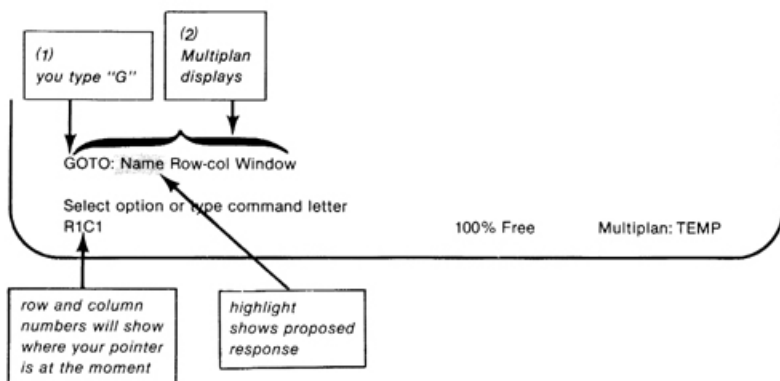 (1)
you type "G"
(2)
Multiplan
displays
GOTO: Name Row-col Window
Select option or type command letter
R1C1 100% Free Multiplan: TEMP
row and column
numbers will show
where your pointer
is at the moment
highlight
shows proposed
response